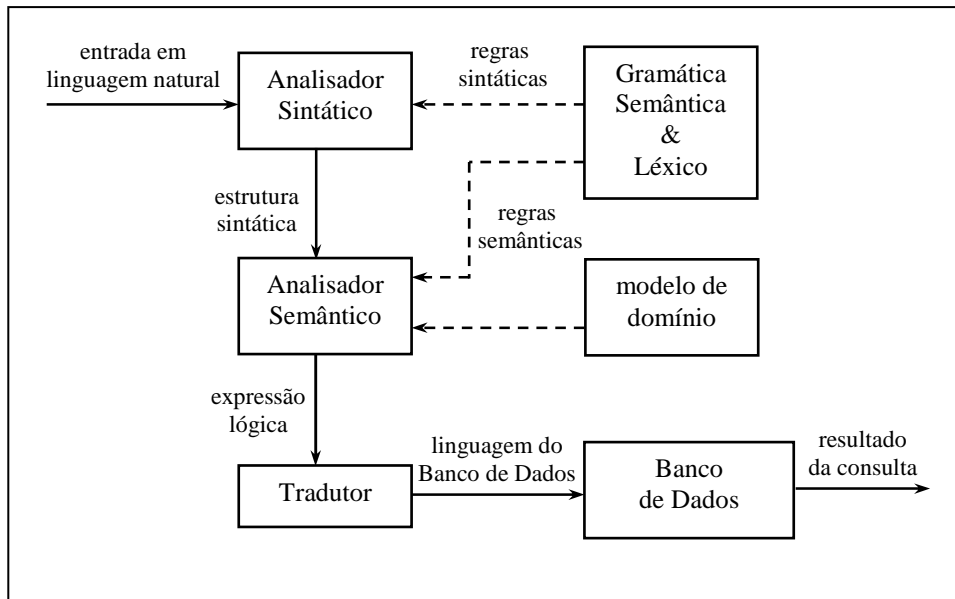 entrada em
linguagem natural
Analisador
Sintático
regras
sintáticas
Gramática
Semântica
&
Léxico
estrutura
sintática
regras
semânticas
Analisador
Semântico
modelo de
domínio
expressão
lógica
Tradutor
linguagem do
Banco de Dados
Banco
de Dados
resultado
da consulta